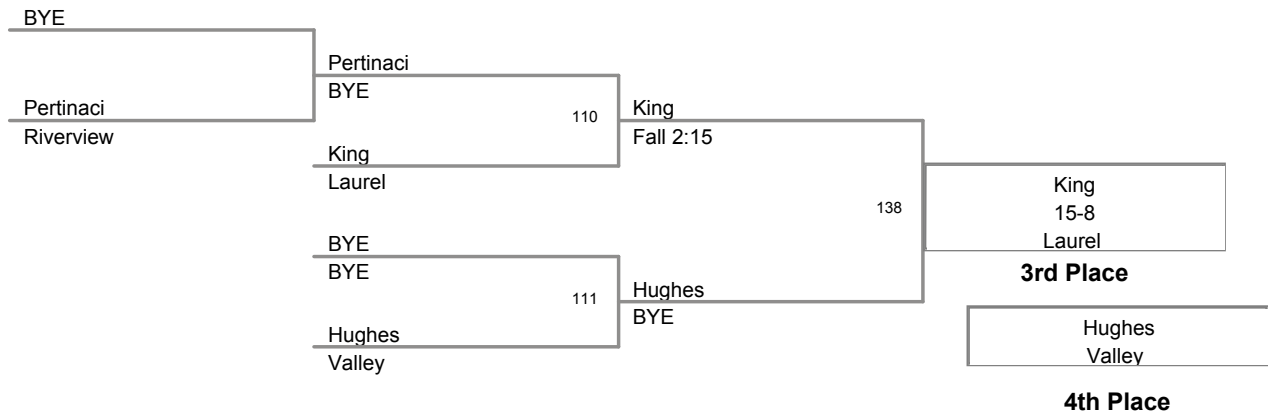 BYE
Pertinaci
Riverview
Pertinaci
BYE
King
Laurel
110
King
Fall 2:15
BYE
BYE
Hughes
Valley
111
Hughes
BYE
138
King
15-8
Laurel
3rd Place
Hughes
Valley
4th Place